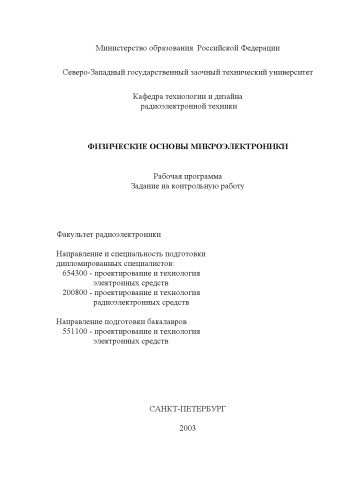 Министерство образования Российской Федерации
Северо-Западный государственный заочный технический университет
Кафедра технологии и дизайна
радиоэлектронной техники
ФИЗИЧЕСКИЕ ОСНОВЫ МИКРОЭЛЕКТРОНИКИ
Рабочая программа
Задание на контрольную работу
Факультет радиоэлектроники
Направление и специальность подготовки
дипломированных специалистов:
654300 - проектирование и технология
электронных средств
200800 - проектирование и технология
радиоэлектронных средств
Направление подготовки бакалавров
551100 - проектирование и технология
электронных средств
САНКТ-ПЕТЕРБУРГ
2003